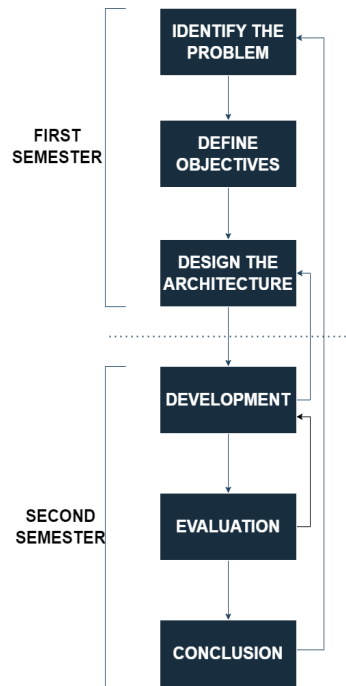 IDENTIFY THE
PROBLEM
FIRST
SEMESTER
DEFINE
OBJECTIVES
DESIGN THE
ARCHITECTURE
DEVELOPMENT
SECOND
SEMESTER
EVALUATION
CONCLUSION